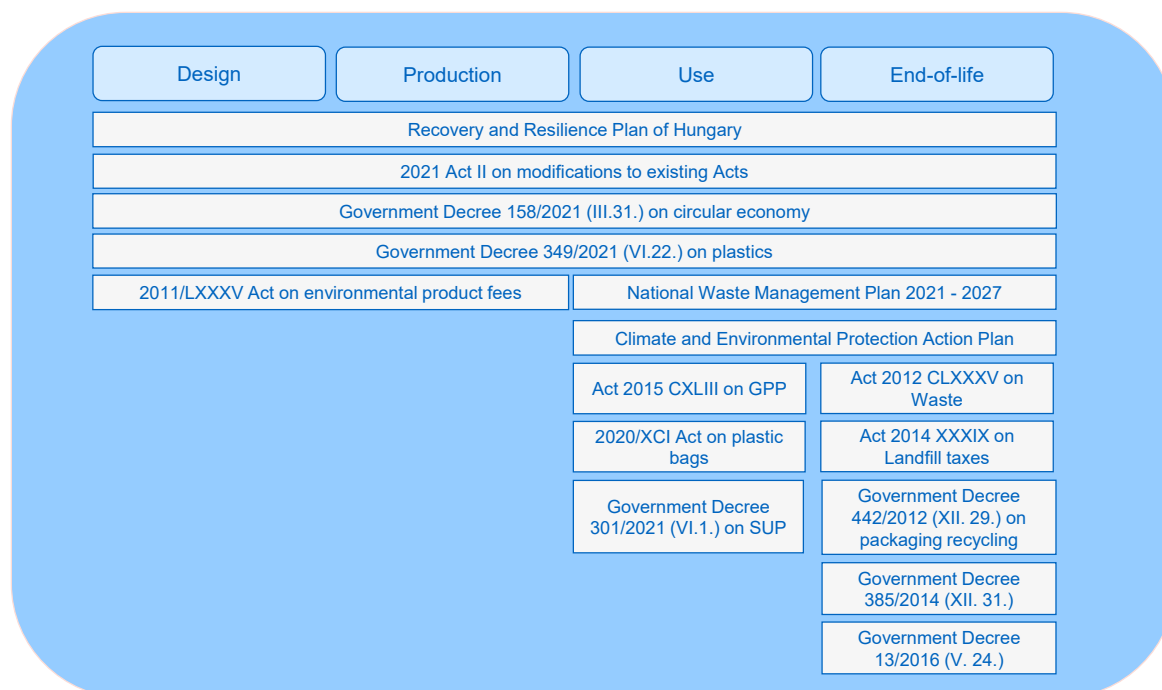 Design
Production
Use
End-of-life
Recovery and Resilience Plan of Hungary
2021 Act II on modifications to existing Acts
Government Decree 158/2021 (III.31.) on circular economy
Government Decree 349/2021 (VI.22.) on plastics
2011/LXXXV Act on environmental product fees
National Waste Management Plan 2021 - 2027
Climate and Environmental Protection Action Plan
Act 2015 CXLIII on GPP
Act 2012 CLXXXV on
Waste
2020/XCI Act on plastic
bags
Act 2014 XXXIX on
Landfill taxes
Government Decree
301/2021 (VI.1.) on SUP
Government Decree
442/2012 (XII. 29.) on
packaging recycling
Government Decree
385/2014 (XII. 31.)
Government Decree
13/2016 (V. 24.)